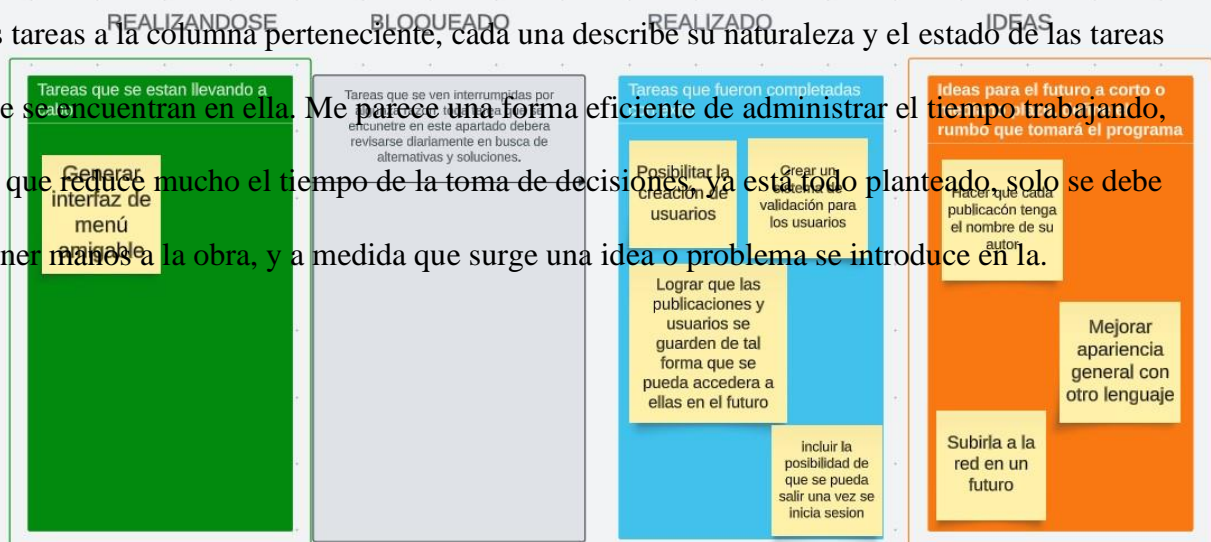 REALIZANDOSE
BLOQUEADO
REALIZADO
IDEAS
s tareas a la columna perteneciente, cada una describe su naturaleza y el estado de las tareas
e se encuentran en ella. Me parece una forma eficiente de administrar el tiempo trabajando,
que reduce mucho el tiempo de la toma de decisiones, ya está todo planteado, solo se debe
ner manos a la obra, y a medida que surge una idea o problema se introduce en la.
Tareas que se estan llevando a
cabo
Generar
interfaz de
menú
amigable
Tareas que se ven interrumpidas por
encunetre en este apartado debera
revisarse diariamente en busca de
alternativas y soluciones.
Tareas que fueron completadas
Posibilitar la
creación de
usuarios
Crear un
sistema de
validación para
los usuarios
Lograr que las
publicaciones y
usuarios se
guarden de tal
forma que se
pueda accedera a
ellas en el futuro
incluir la
posibilidad de
que se pueda
salir una vez se
inicia sesion
Ideas para el futuro a corto o
rumbo que tomará el programa
Hacer que cada
publicacón tenga
el nombre de su
autor
Mejorar
apariencia
general con
otro lenguaje
Subirla a la
red en un
futuro